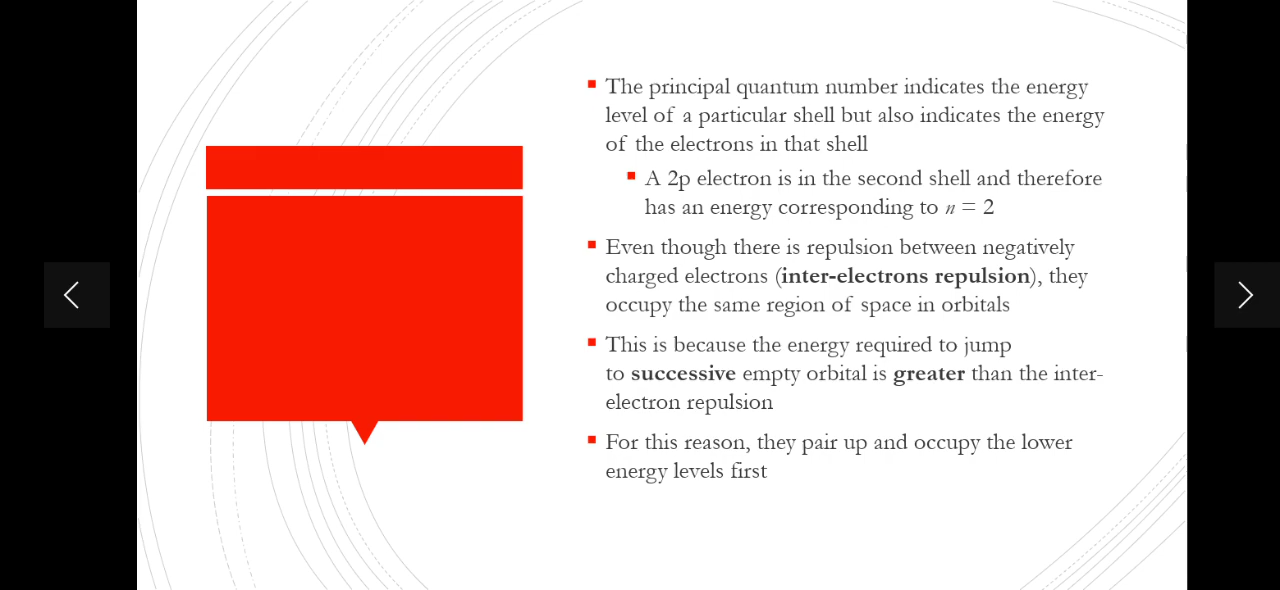 The principal quantum number indicates the energy
level of a particular shell but also indicates the energy
of the electrons in that shell
A 2p electron is in the second shell and therefore
has an energy corresponding to n = 2
Even though there is repulsion between negatively
charged electrons (inter-electrons repulsion), they
occupy the same region of space in orbitals
This is because the energy required to jump
to successive empty orbital is greater than the inter-
electron repulsion
For this reason, they pair up and occupy the lower
energy levels first